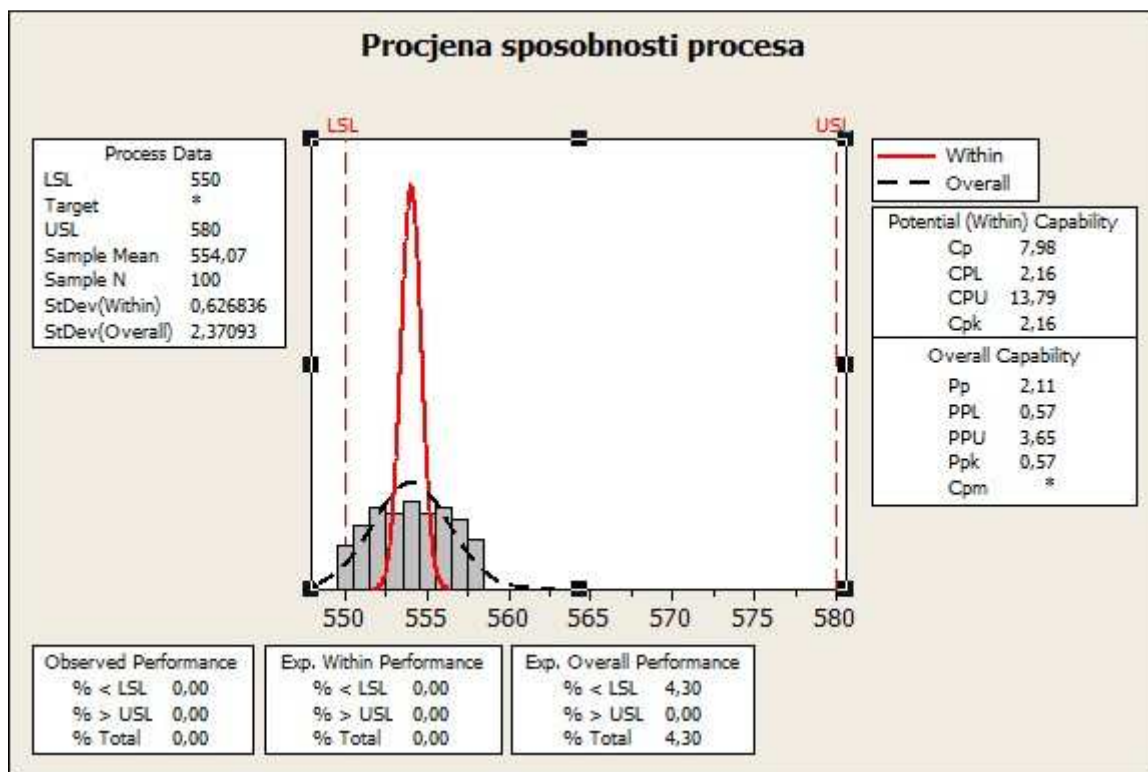 Procjena sposobnosti procesa
LSL USL
Process Data
LSL 550
Target *
USL 580
Sample Mean 554,07
Sample N 100
StDev(Within) 0,626836
StDev(Overall) 2,37093
Within
Overall
Potential (Within) Capability
Cp 7,98
CPL 2,16
CPU 13,79
Cpk 2,16
Overall Capability
Pp 2,11
PPL 0,57
PPU 3,65
Ppk 0,57
Cpm *
550 555 560 565 570 575 580
Observed Performance
% < LSL 0,00
% > USL 0,00
% Total 0,00
Exp. Within Performance
% < LSL 0,00
% > USL 0,00
% Total 0,00
Exp. Overall Performance
% < LSL 4,30
% > USL 0,00
% Total 4,30